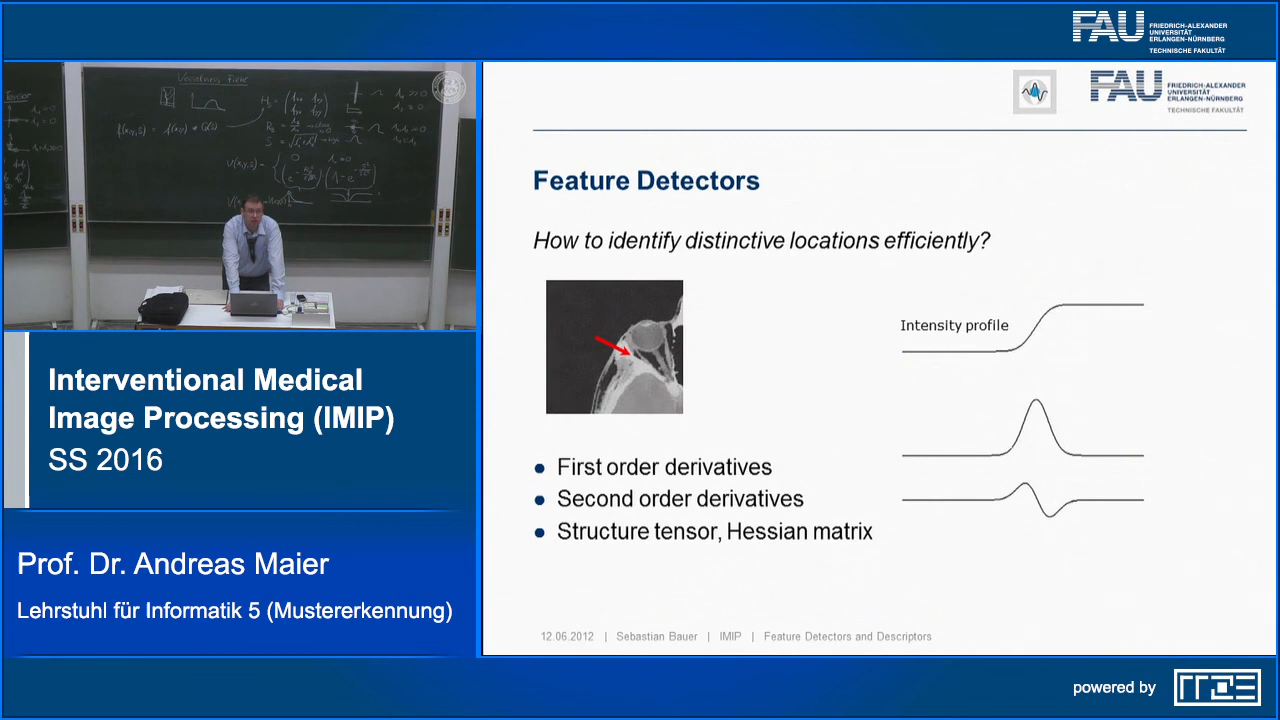 FAU FRIEDRICH-ALEXANDER
UNIVERSITÄT
ERLANGEN-NÜRNBERG
TECHNISCHE FAKULTÄT
FAU FRIEDRICH-ALEXANDER
UNIVERSITÄT
ERLANGEN-NÜRNBERG
TECHNISCHE FAKULTÄT
Feature Detectors
How to identify distinctive locations efficiently?
Intensity profile
First order derivatives
Second order derivatives
Structure tensor, Hessian matrix
12.06.2012 | Sebastian Bauer | IMIP | Feature Detectors and Descriptors
Interventional Medical
Image Processing (IMIP)
SS 2016
Prof. Dr. Andreas Maier
Lehrstuhl für Informatik 5 (Mustererkennung)
powered by